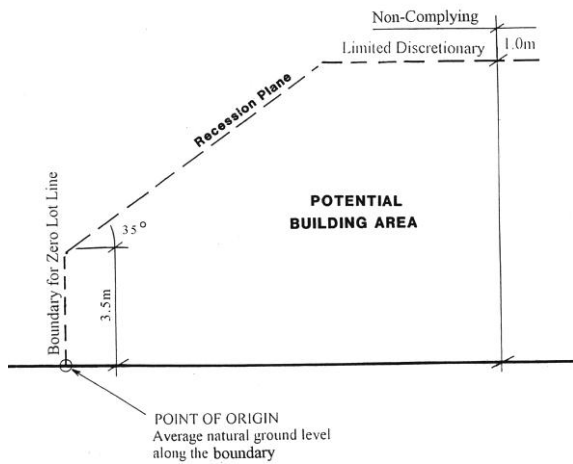 Non-Complying
Limited Discretionary
1.0m
Recession Plane
Boundary for Zero Lot Line
35°
POTENTIAL
BUILDING AREA
3.5m
POINT OF ORIGIN
Average natural ground level
along the boundary